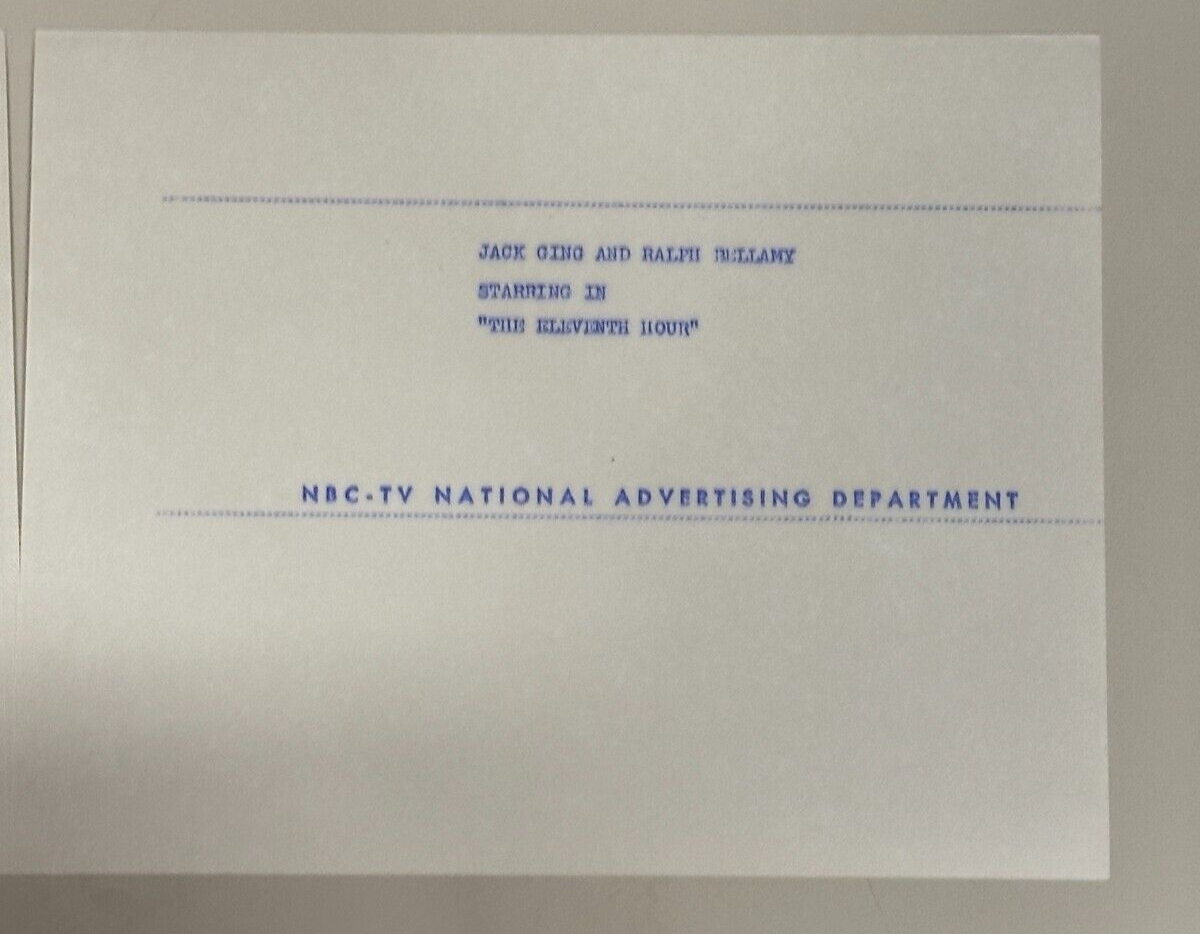 JACK GING AND RALPH BELLAMY
STARRING IN
"THE ELEVENTH HOUR"
NBC-TV NATIONAL ADVERTISING DEPARTMENT